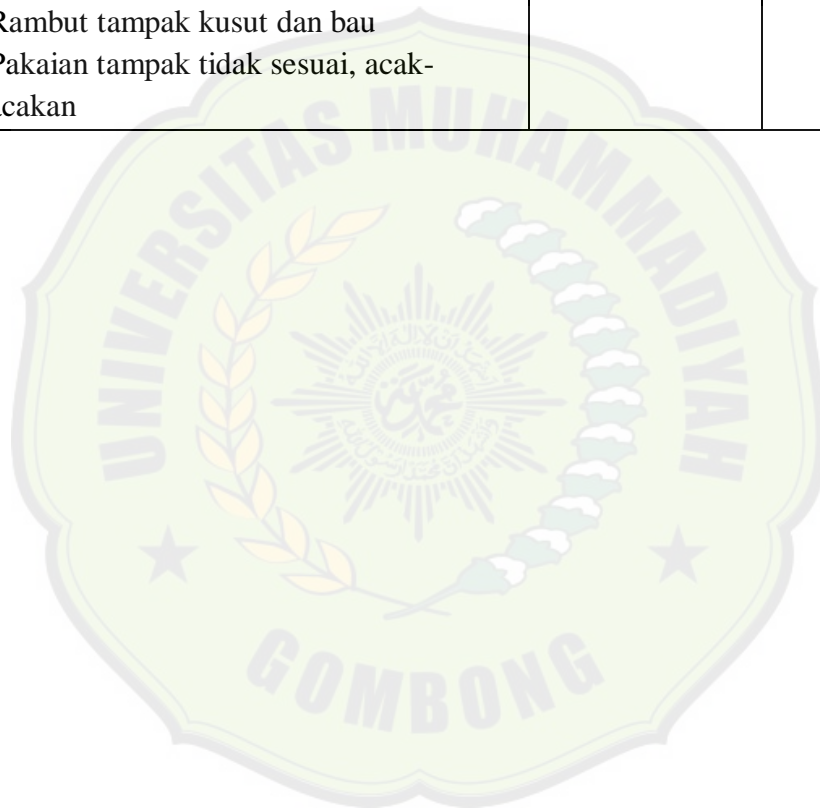 Rambut tampak kusut dan bau
Pakaian tampak tidak sesuai, acak-
acakan
UNIVERSITAS MUHAMMADIYAH
GOMBONG